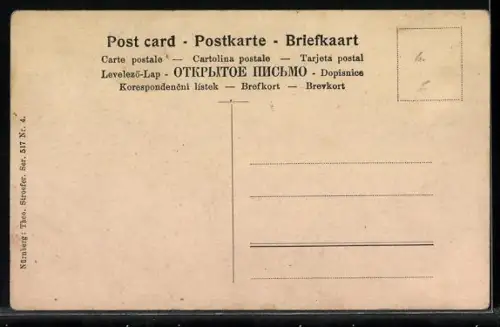 Post card - Postkarte - Briefkaart
Carte postale — Cartolina postale — Tarjeta postal
Levelező-Lap - ОТКРЫТОЕ ПИСЬМО - Dopisnice
Korespondenční lístek — Brefkort — Brevkort
Nürnberg: Theo. Stroefer. Ser. 517 Nr. 4.